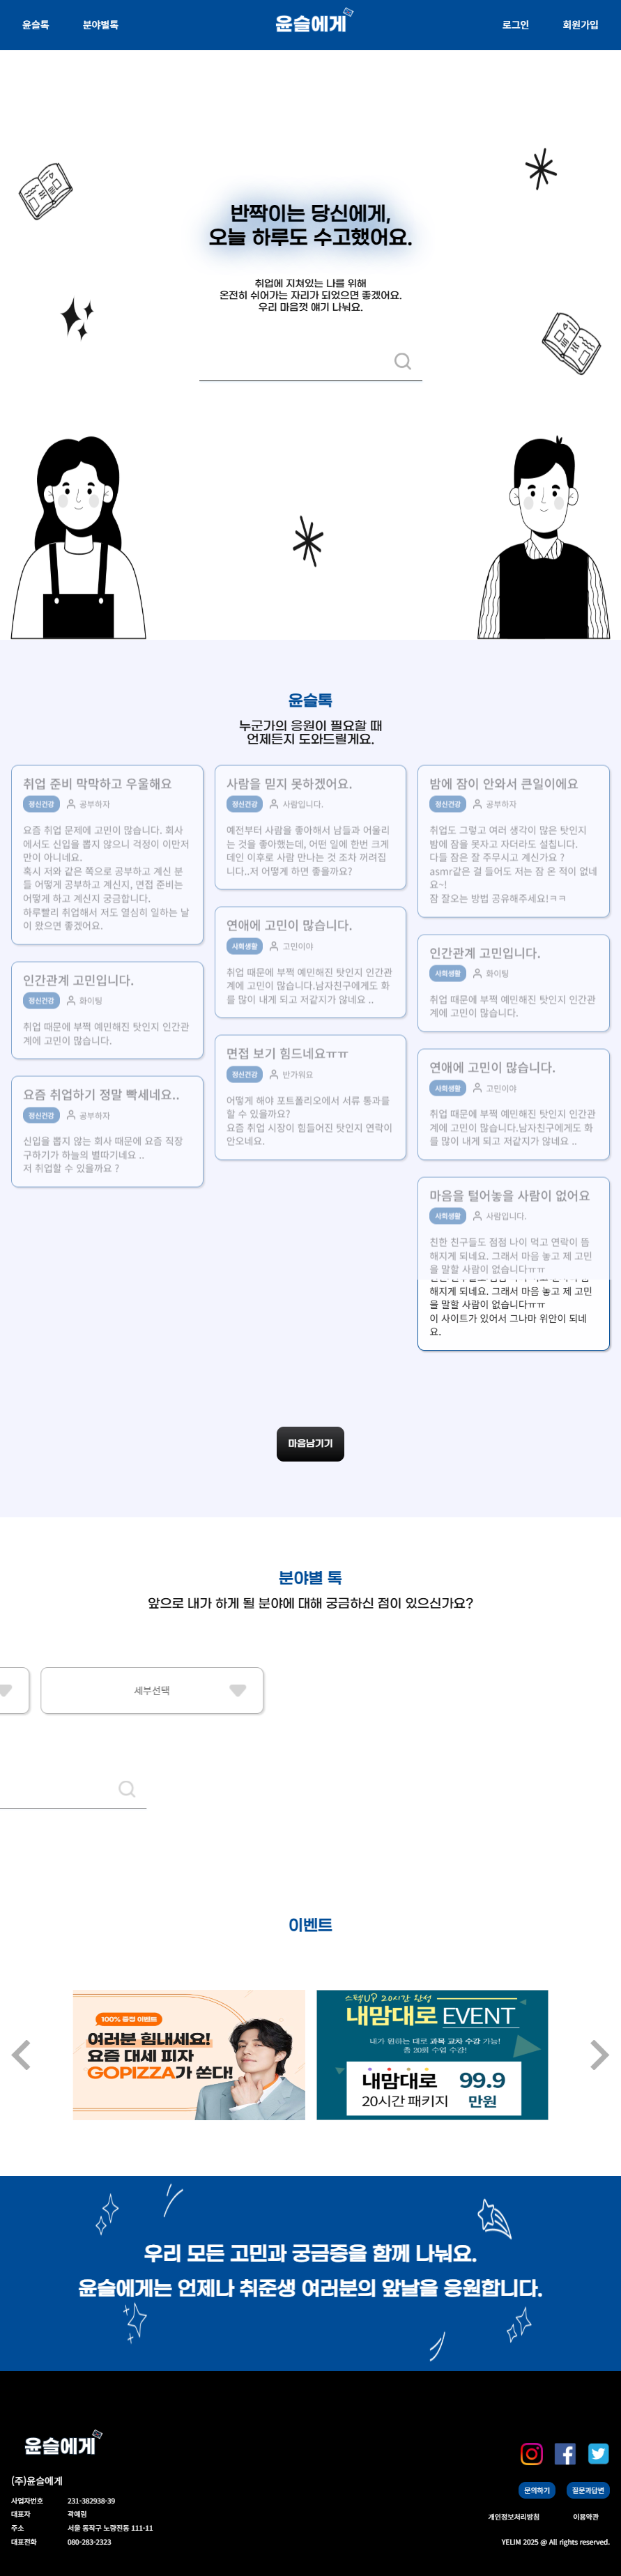 윤슬톡
분야별톡
윤슬에게
로그인
회원가입
반짝이는 당신에게,
오늘 하루도 수고했어요.
취업에 지쳐있는 나를 위해
온전히 쉬어가는 자리가 되었으면 좋겠어요.
우리 마음껏 얘기 나눠요.
윤슬톡
누군가의 응원이 필요할 때
언제든지 도와드릴게요.
취업 준비 막막하고 우울해요
정신건강 공부하자
요즘 취업 문제에 고민이 많습니다. 회사
에서도 신입을 뽑지 않으니 걱정이 이만저
만이 아니네요.
혹시 저와 같은 쪽으로 공부하고 계신 분
들 어떻게 공부하고 계신지, 면접 준비는
어떻게 하고 계신지 궁금합니다.
하루빨리 취업해서 저도 열심히 일하는 날
이 왔으면 좋겠어요.
인간관계 고민입니다.
정신건강 화이팅
취업 때문에 부쩍 예민해진 탓인지 인간관
계에 고민이 많습니다.
요즘 취업하기 정말 빡세네요..
정신건강 공부하자
신입을 뽑지 않는 회사 때문에 요즘 직장
구하기가 하늘의 별따기네요 ..
저 취업할 수 있을까요 ?
사람을 믿지 못하겠어요.
정신건강 사람입니다.
예전부터 사람을 좋아해서 남들과 어울리
는 것을 좋아했는데, 어떤 일에 한번 크게
데인 이후로 사람 만나는 것 조차 꺼려집
니다..저 어떻게 하면 좋을까요?
연애에 고민이 많습니다.
사회생활 고민이야
취업 때문에 부쩍 예민해진 탓인지 인간관
계에 고민이 많습니다.남자친구에게도 화
를 많이 내게 되고 저같지가 않네요 ..
면접 보기 힘드네요ㅠㅠ
정신건강 반가워요
어떻게 해야 포트폴리오에서 서류 통과를
할 수 있을까요?
요즘 취업 시장이 힘들어진 탓인지 연락이
안오네요.
밤에 잠이 안와서 큰일이에요
정신건강 공부하자
취업도 그렇고 여러 생각이 많은 탓인지
밤에 잠을 못자고 자더라도 설칩니다.
다들 잠은 잘 주무시고 계신가요 ?
asmr같은 걸 들어도 저는 잠 온 적이 없네
요~!
잠 잘오는 방법 공유해주세요!ㅋㅋ
인간관계 고민입니다.
사회생활 화이팅
취업 때문에 부쩍 예민해진 탓인지 인간관
계에 고민이 많습니다.
연애에 고민이 많습니다.
사회생활 고민이야
취업 때문에 부쩍 예민해진 탓인지 인간관
계에 고민이 많습니다.남자친구에게도 화
를 많이 내게 되고 저같지가 않네요 ..
마음을 털어놓을 사람이 없어요
사회생활 사람입니다.
친한 친구들도 점점 나이 먹고 연락이 뜸
해지게 되네요. 그래서 마음 놓고 제 고민
을 말할 사람이 없습니다ㅠㅠ
해지게 되네요. 그래서 마음 놓고 제 고민
을 말할 사람이 없습니다ㅠㅠ
이 사이트가 있어서 그나마 위안이 되네
요.
마음남기기
분야별 톡
앞으로 내가 하게 될 분야에 대해 궁금하신 점이 있으신가요?
세부선택
이벤트
100% 증정 이벤트
여러분 힘내세요!
요즘 대세 피자
GOPIZZA가 쏜다!
스펙UP 20시간 완성
내맘대로 EVENT
내가 원하는 대로 과목 교차 수강 가능!
총 20회 수업 수강!
내맘대로
20시간 패키지
99.9
만원
우리 모든 고민과 궁금증을 함께 나눠요.
윤슬에게는 언제나 취준생 여러분의 앞날을 응원합니다.
윤슬에게
(주)윤슬에게
사업자번호 231-382938-39
대표자 곽예림
주소 서울 동작구 노량진동 111-11
대표전화 080-283-2323
문의하기
질문과답변
개인정보처리방침
이용약관
YELIM 2025 @ All rights reserved.